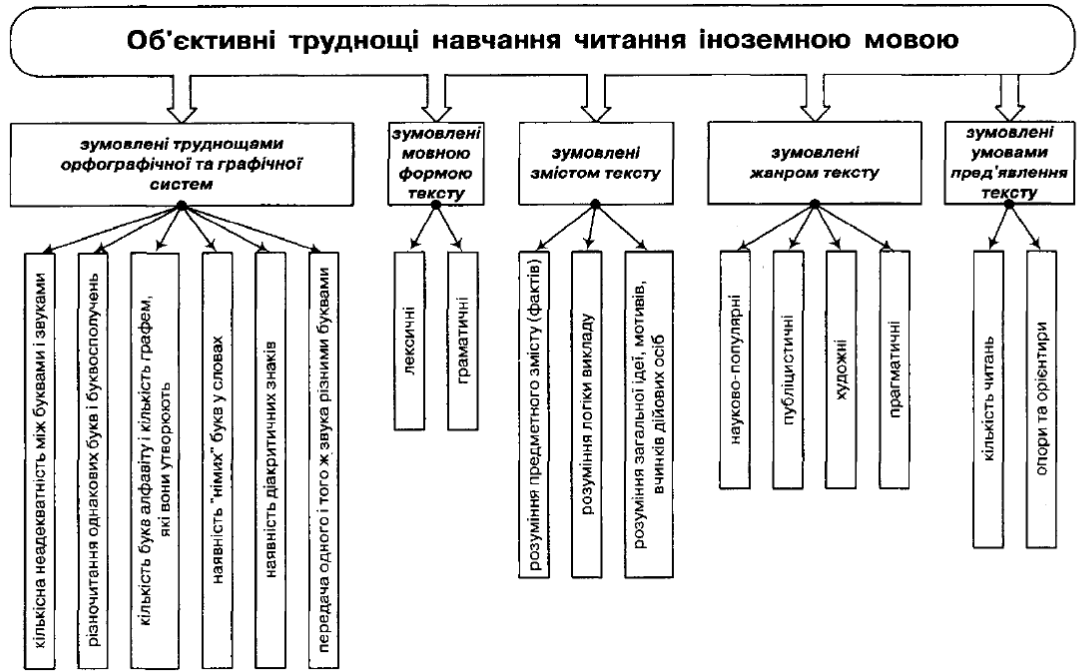 Об'єктивні труднощі навчання читання іноземною мовою
зумовлені труднощами
орфографічної та графічної
систем
зумовлені
мовною
формою
тексту
зумовлені
змістом тексту
зумовлені
жанром тексту
зумовлені
умовами
пред'явлення
тексту
кількісна неадекватність між буквами і звуками
різночитання однакових букв і буквосполучень
кількість букв алфавіту і кількість графем,
які вони утворюють
наявність "німих" букв у словах
наявність діакритичних знаків
передача одного і того ж звука різними буквами
лексичні
граматичні
розуміння предметного змісту (фактів)
розуміння логіки викладу
розуміння загальної ідеї, мотивів,
вчинків дійових осіб
науково-популярні
публіцистичні
художні
прагматичні
кількість читань
опори та орієнтири